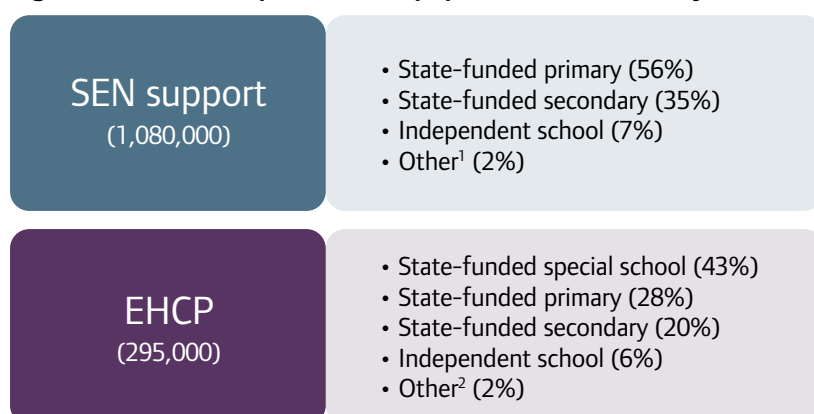 SEN support
(1,080,000)
• State-funded primary (56%)
• State-funded secondary (35%)
• Independent school (7%)
• Other¹ (2%)
EHCP
(295,000)
• State-funded special school (43%)
• State-funded primary (28%)
• State-funded secondary (20%)
• Independent school (6%)
• Other² (2%)